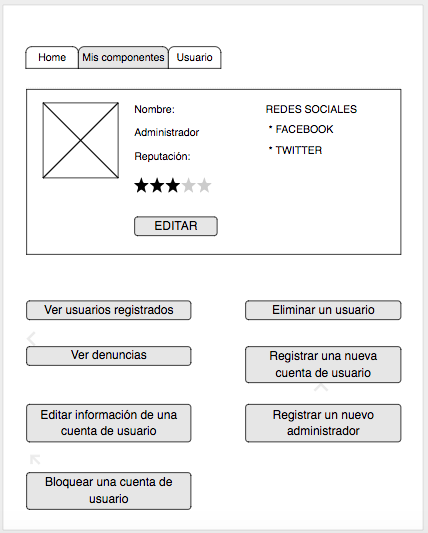 Home
Mis componentes
Usuario
Nombre:
Administrador
Reputación:
EDITAR
REDES SOCIALES
* FACEBOOK
* TWITTER
Ver usuarios registrados
Eliminar un usuario
Ver denuncias
Registrar una nueva
cuenta de usuario
Editar información de una
cuenta de usuario
Registrar un nuevo
administrador
Bloquear una cuenta de
usuario